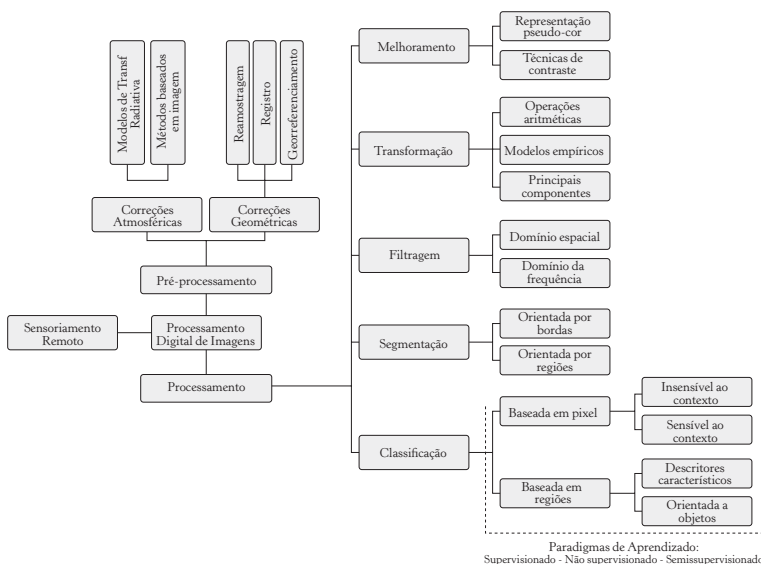 Modelos de Transf
Radiativa
Métodos baseados
em imagem
Reamostragem
Registro
Georreferenciamento
Correções
Atmosféricas
Correções
Geométricas
Pré-processamento
Sensoriamento
Remoto
Processamento
Digital de Imagens
Processamento
Melhoramento
Representação
pseudo-cor
Técnicas de
contraste
Transformação
Operações
aritméticas
Modelos empíricos
Principais
componentes
Filtragem
Domínio espacial
Domínio da
frequência
Segmentação
Orientada por
bordas
Orientada por
regiões
Classificação
Baseada em pixel
Insensível ao
contexto
Sensível ao
contexto
Baseada em
regiões
Descritores
característicos
Orientada a
objetos
Paradigmas de Aprendizado:
Supervisionado - Não supervisionado - Semissupervisionado